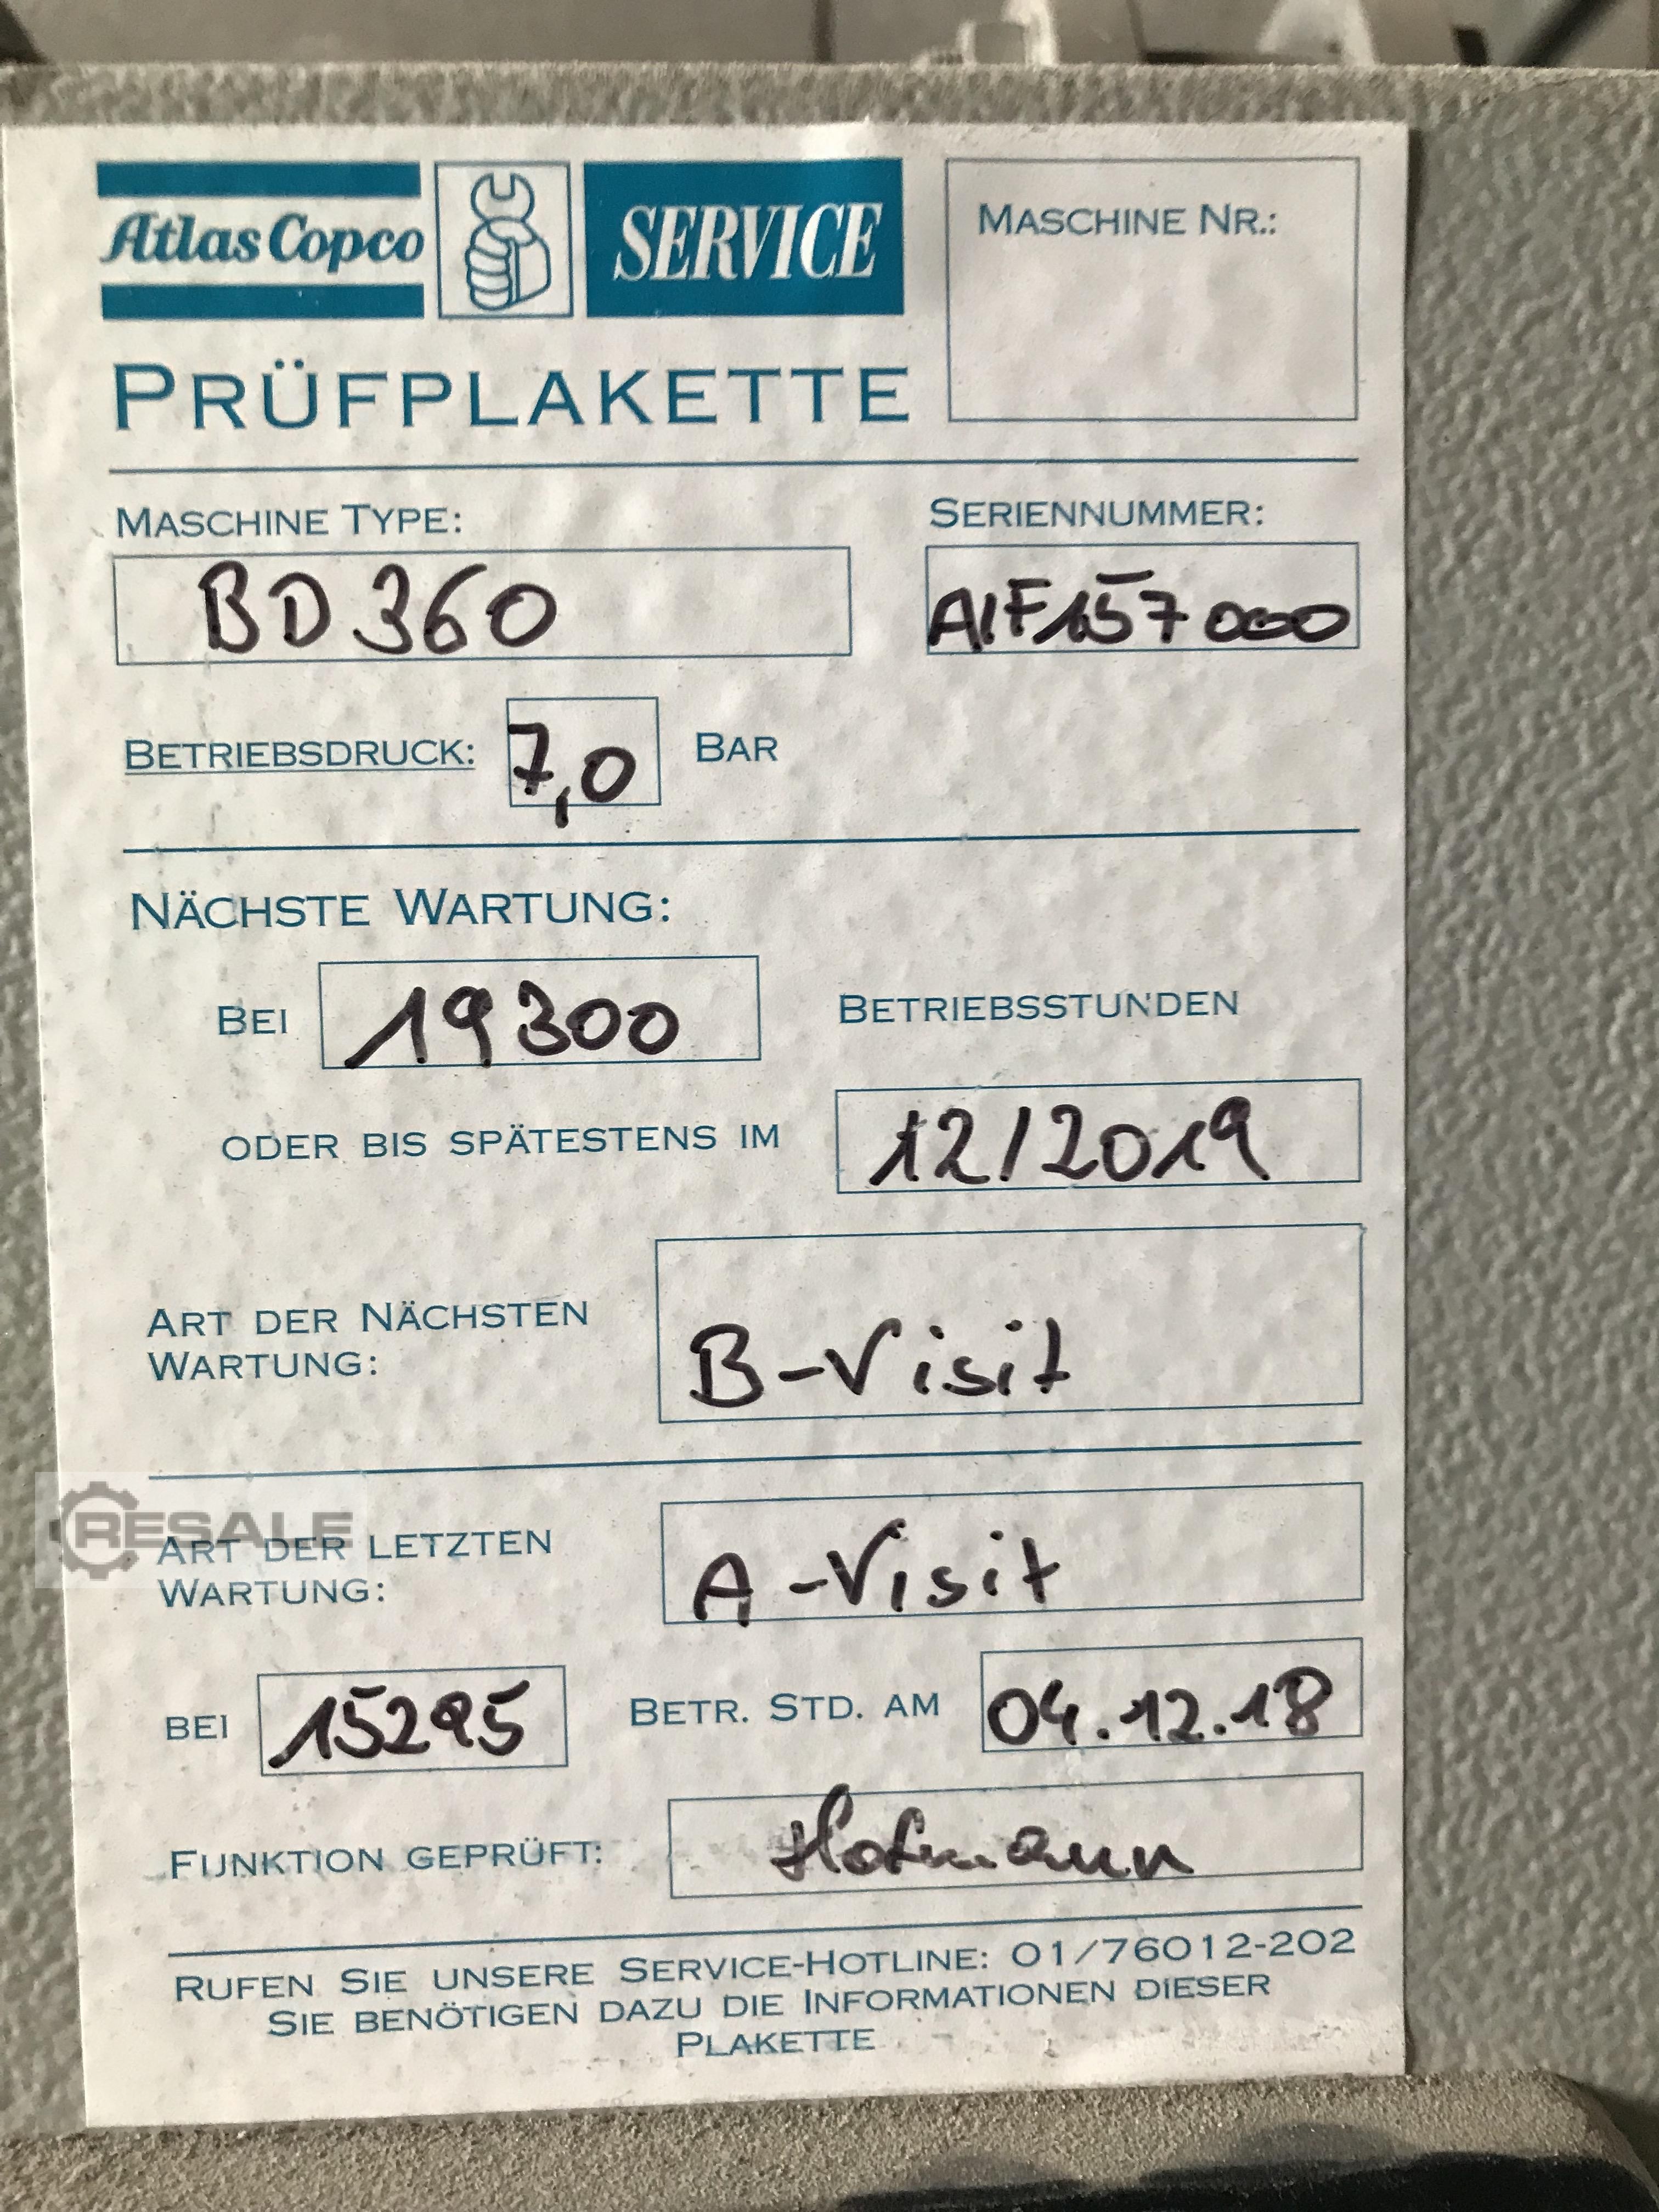 Atlas Copco SERVICE
MASCHINE NR.:
PRÜFPLAKETTE
MASCHINE TYPE: SERIENNUMMER:
BD 360 AIF157000
BETRIEBSDRUCK: 7,0 BAR
NÄCHSTE WARTUNG:
BEI 19300 BETRIEBSSTUNDEN
ODER BIS SPÄTESTENS IM 12/2019
ART DER NÄCHSTEN
WARTUNG: B-Visit
RESALE
ART DER LETZTEN
WARTUNG: A-Visit
BEI 15295 BETR. STD. AM 04.12.18
FUNKTION GEPRÜFT: Hofmann
RUFEN SIE UNSERE SERVICE-HOTLINE: 01/76012-202
SIE BENÖTIGEN DAZU DIE INFORMATIONEN DIESER
PLAKETTE